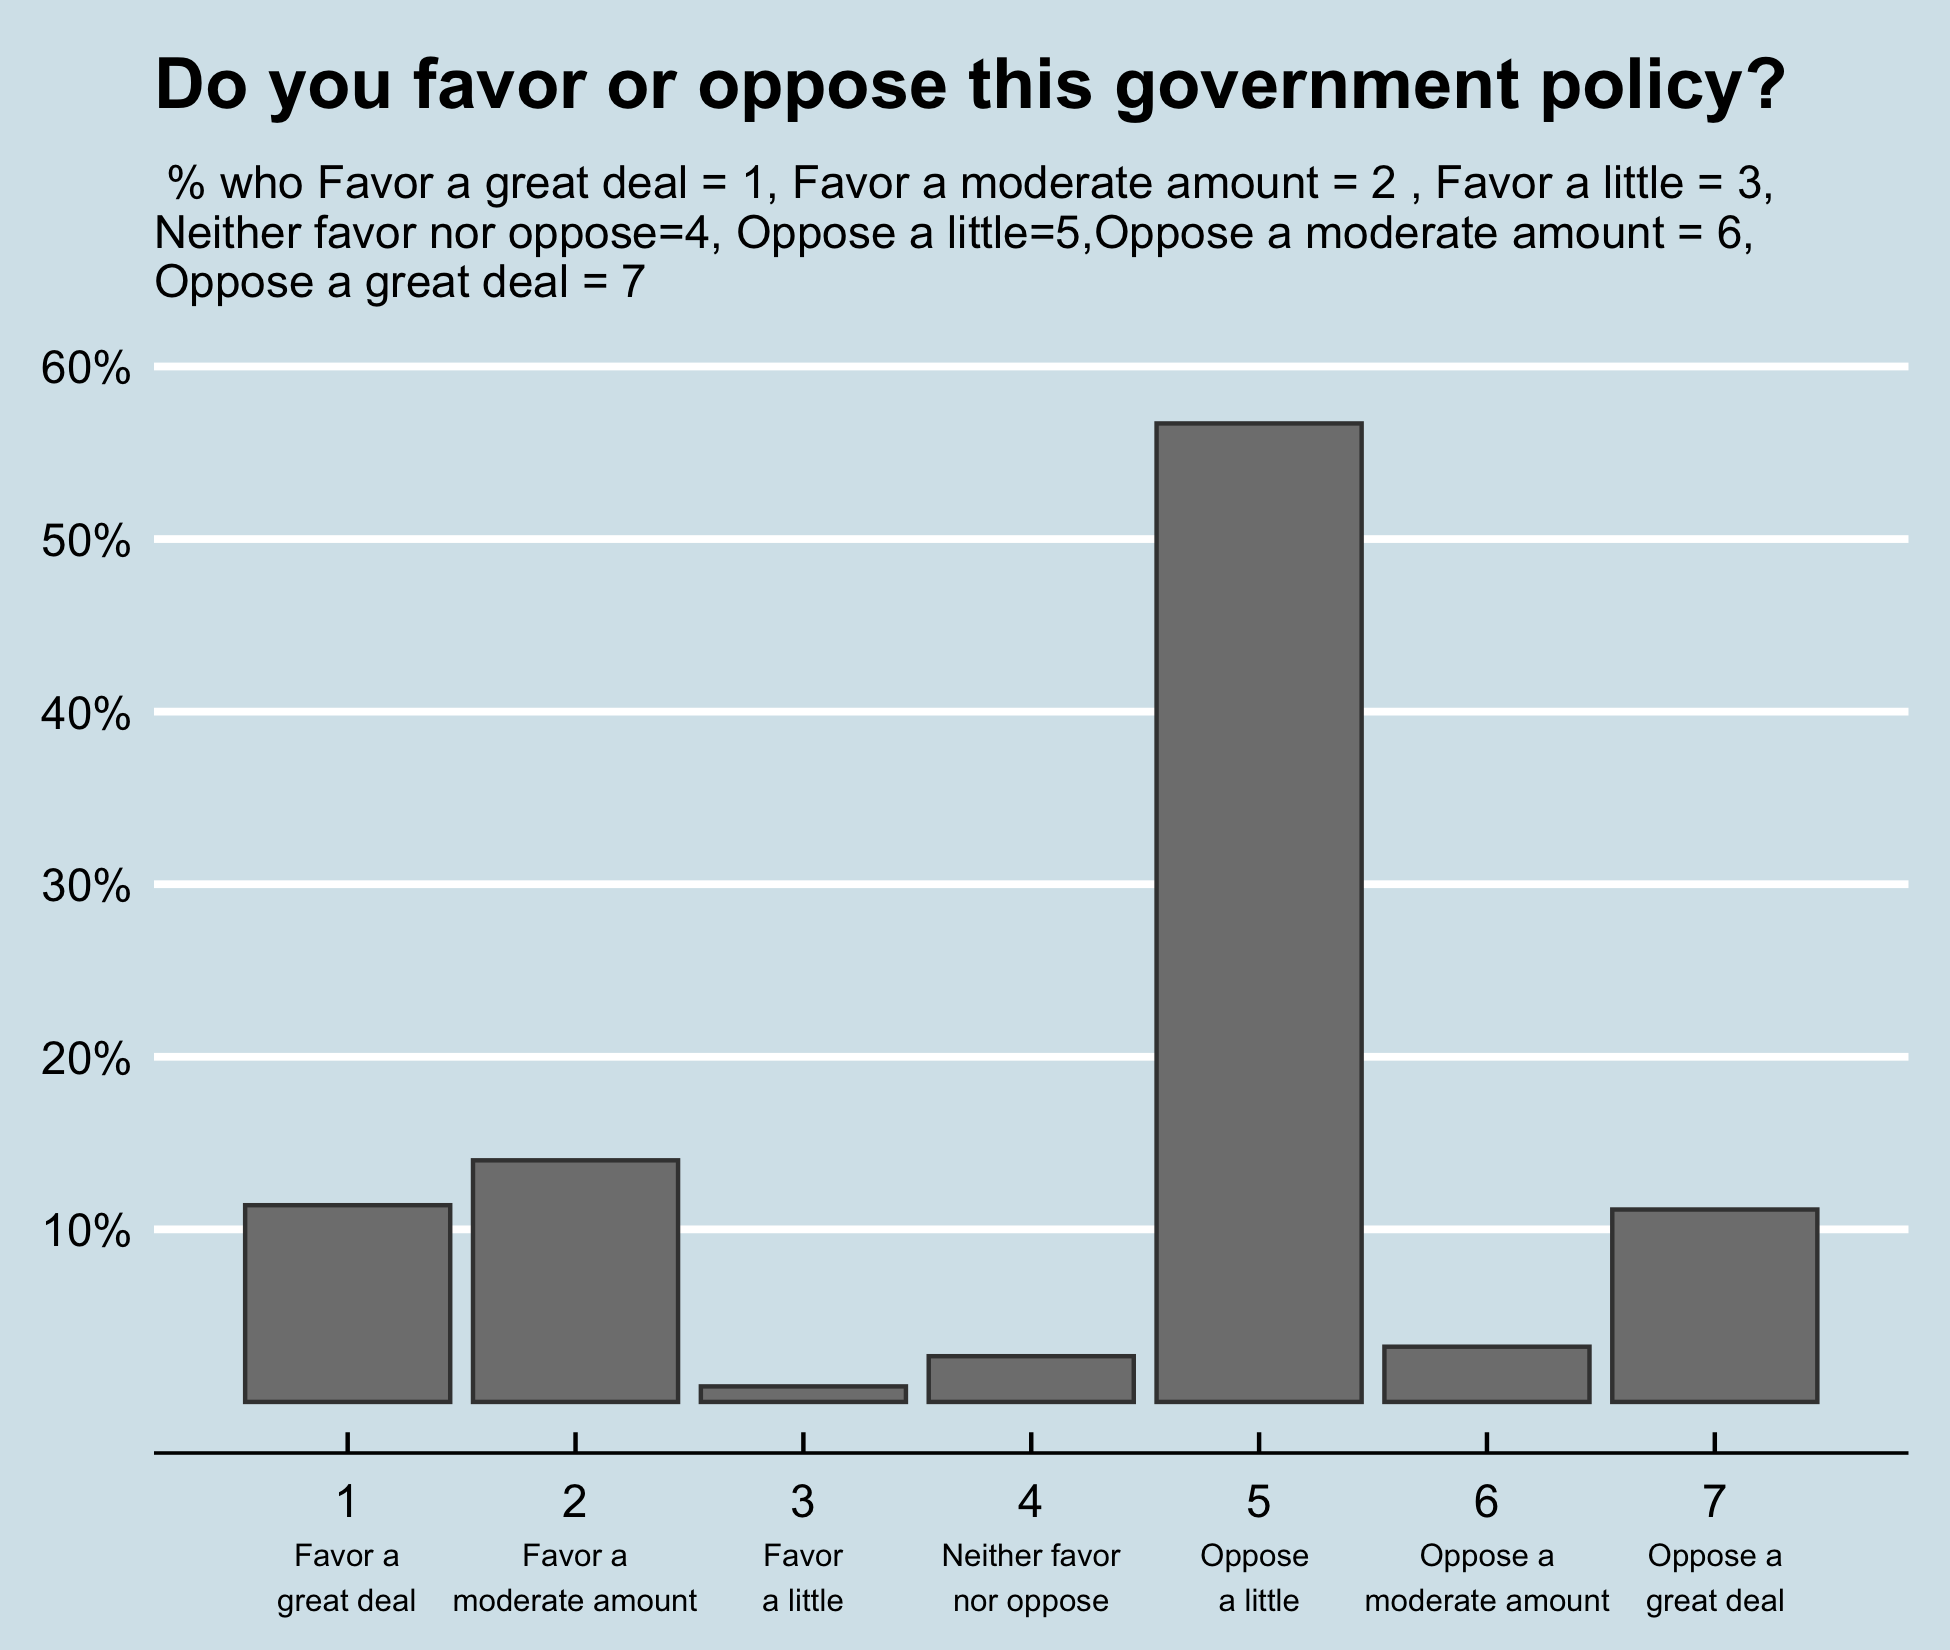 Do you favor or oppose this government policy?
% who Favor a great deal = 1, Favor a moderate amount = 2 , Favor a little = 3,
Neither favor nor oppose=4, Oppose a little=5,Oppose a moderate amount = 6,
Oppose a great deal = 7
60%
50%
40%
30%
20%
10%
1 2 3 4 5 6 7
Favor a Favor a Favor Neither favor Oppose Oppose a Oppose a
great deal moderate amount a little nor oppose a little moderate amount great deal